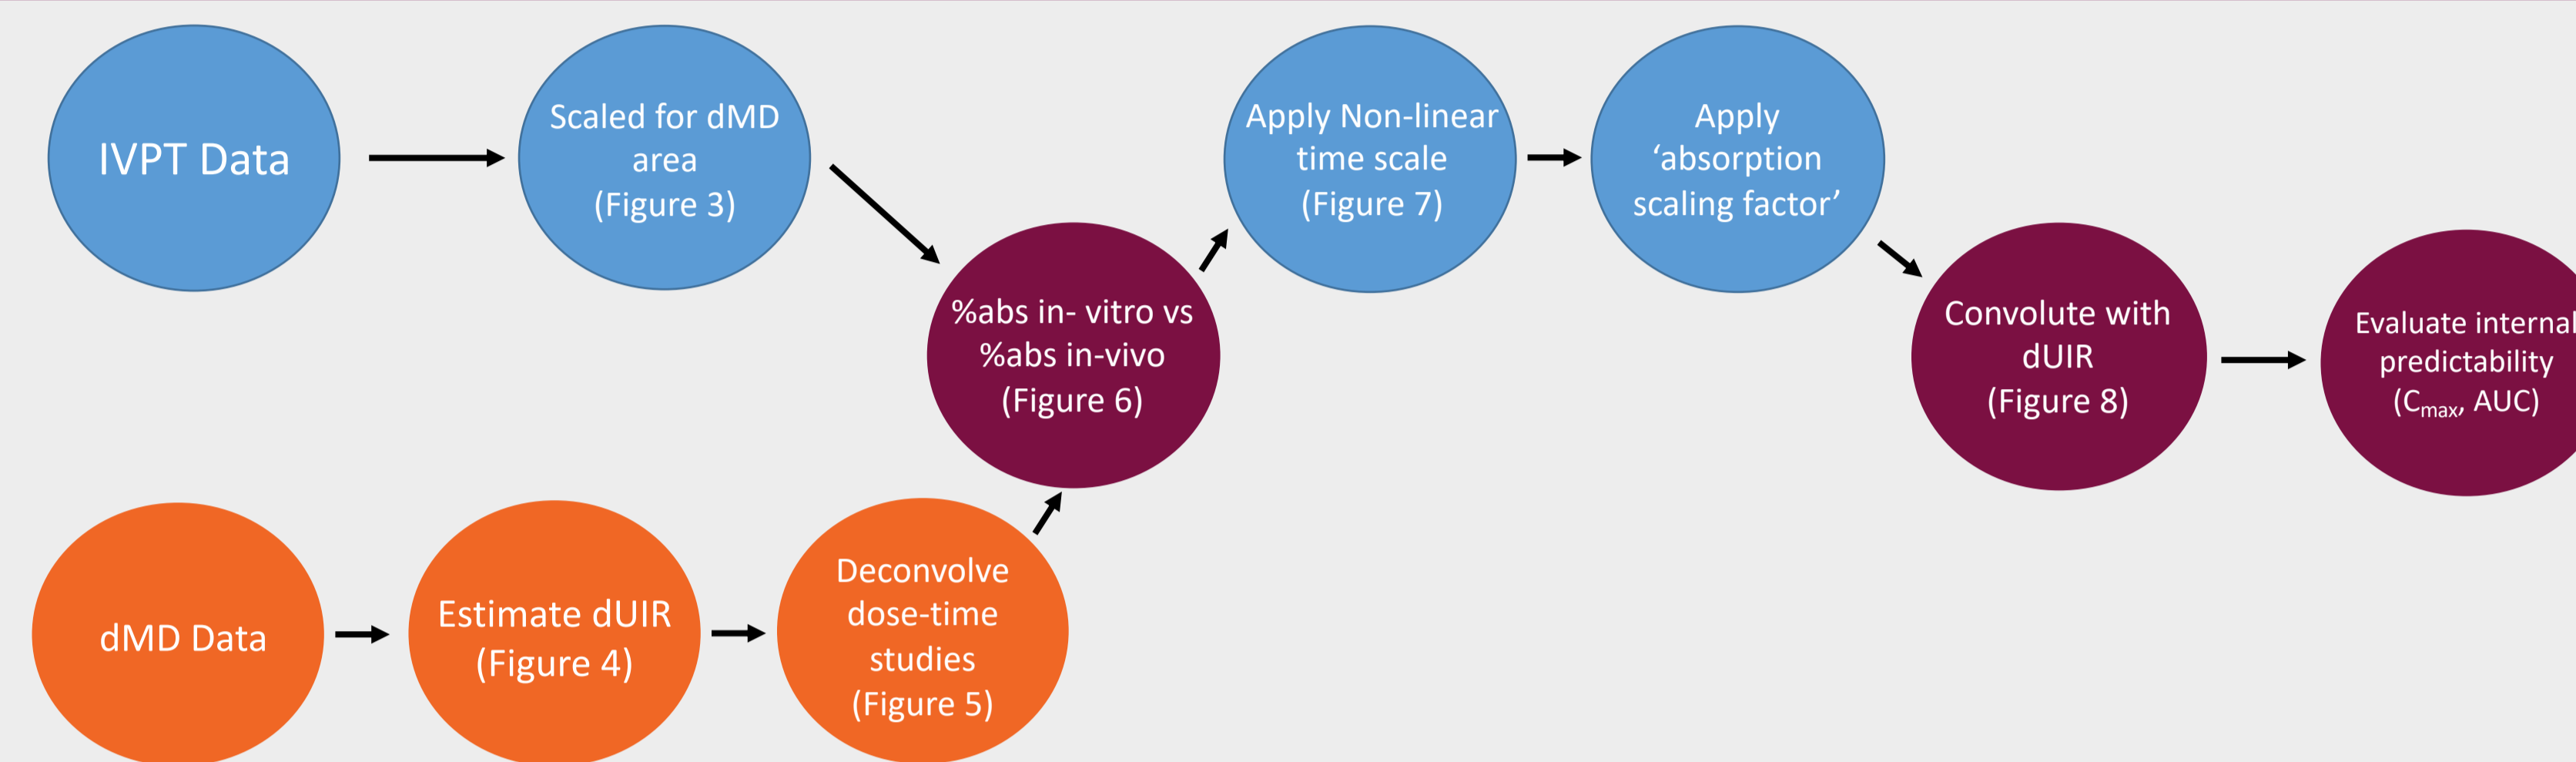 IVPT Data
Scaled for dMD
area
(Figure 3)
%abs in- vitro vs
%abs in-vivo
(Figure 6)
Apply Non-linear
time scale
(Figure 7)
Apply
‘absorption
scaling factor’
Convolute with
dUIR
(Figure 8)
Evaluate internal
predictability
(Cmax, AUC)
dMD Data
Estimate dUIR
(Figure 4)
Deconvolve
dose-time
studies
(Figure 5)